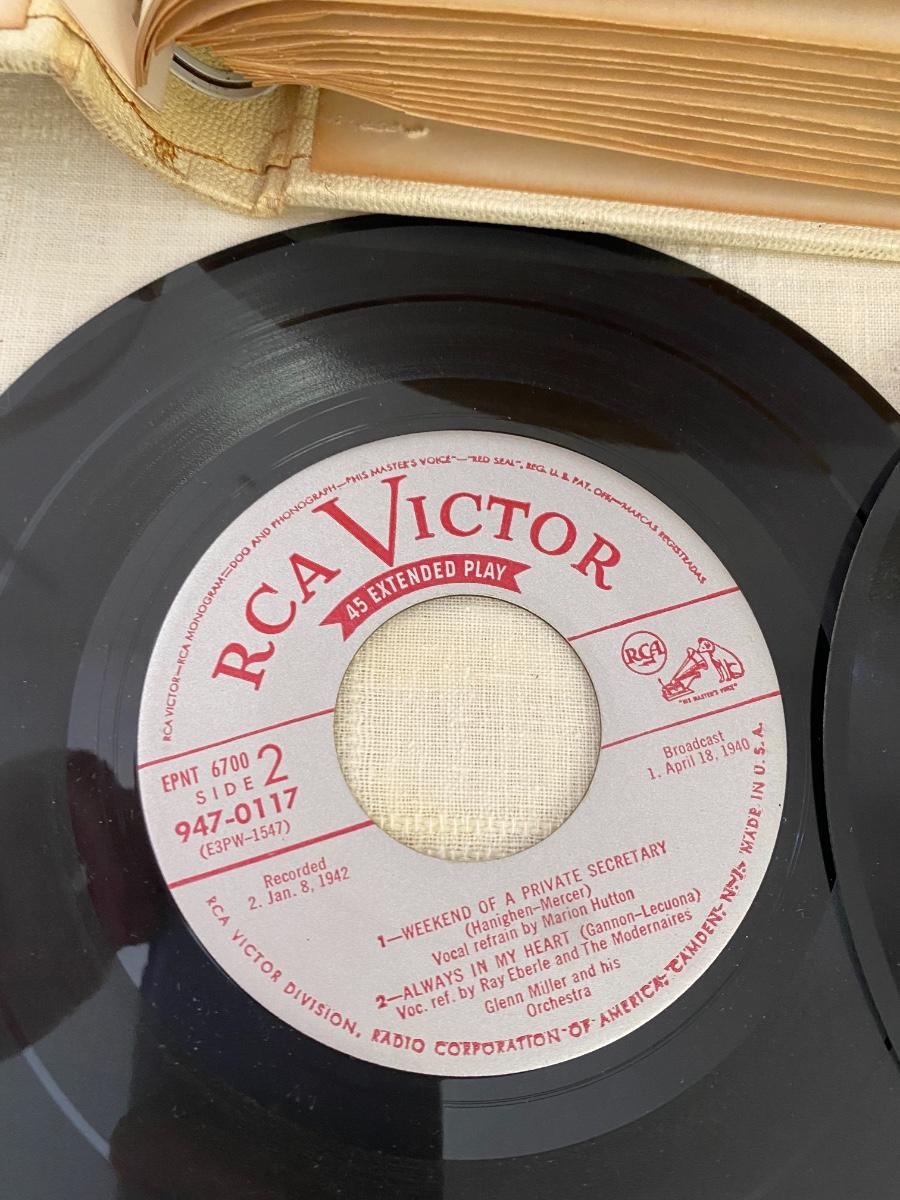 RCA VICTOR—RCA MONOGRAM—DOG AND PHONOGRAPH—"HIS MASTER'S VOICE"—"RED SEAL", REG. U. S. PAT. OFF.—MARCAS REGISTRADAS
RCA VICTOR
45 EXTENDED PLAY
RCA
"HIS MASTER'S VOICE"
EPNT 6700
SIDE 2
947-0117
(E3PW-1547)
Broadcast
1. April 18, 1940
Recorded
2. Jan. 8, 1942
1—WEEKEND OF A PRIVATE SECRETARY
(Hanighen-Mercer)
Vocal refrain by Marion Hutton
2—ALWAYS IN MY HEART (Gannon-Lecuona)
Voc. ref. by Ray Eberle and The Modernaires
Glenn Miller and his
Orchestra
RCA VICTOR DIVISION, RADIO CORPORATION OF AMERICA, CAMDEN, N. J. MADE IN U. S. A.